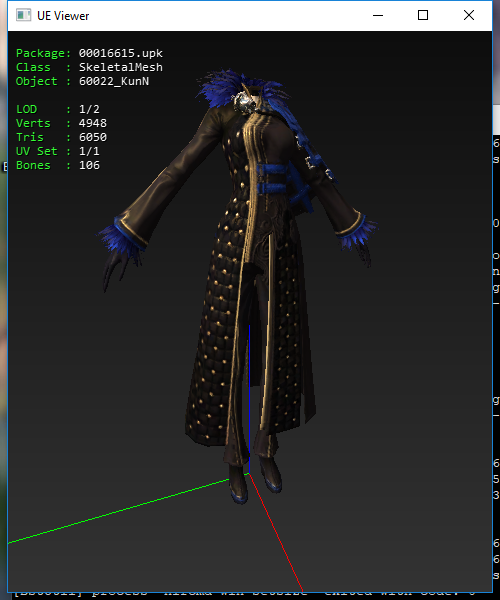 UE Viewer
Package: 00016615.upk
Class : SkeletalMesh
Object : 60022_KunN
LOD : 1/2
Verts : 4948
Tris : 6050
UV Set : 1/1
Bones : 106